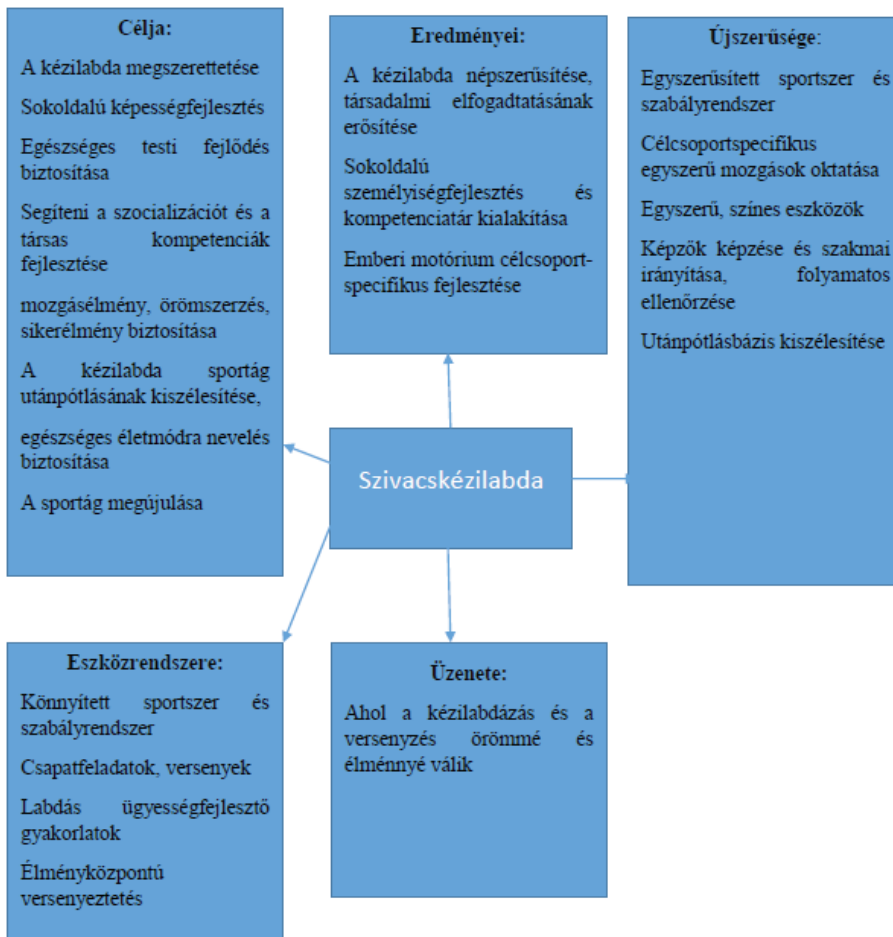 Célja:
A kézilabda megszerettetése
Sokoldalú képességfejlesztés
Egészséges testi fejlődés
biztosítása
Segíteni a szocializációt és a
társas kompetenciák
fejlesztése
mozgásélmény, örömszerzés,
sikerélmény biztosítása
A kézilabda sportág
utánpótlásának kiszélesítése,
egészséges életmódra nevelés
biztosítása
A sportág megújulása
Eredményei:
A kézilabda népszerűsítése,
társadalmi elfogadtatásának
erősítése
Sokoldalú
személyiségfejlesztés és
kompetenciatár kialakítása
Emberi motórium célcsoport-
specifikus fejlesztése
Újszerűsége:
Egyszerűsített sportszer és
szabályrendszer
Célcsoportspecifikus
egyszerű mozgások oktatása
Egyszerű, színes eszközök
Képzők képzése és szakmai
irányítása, folyamatos
ellenőrzése
Utánpótlásbázis kiszélesítése
Szivacskézilabda
Eszközrendszere:
Könnyített sportszer és
szabályrendszer
Csapatfeladatok, versenyek
Labdás ügyességfejlesztő
gyakorlatok
Élményközpontú
versenyeztetés
Üzenete:
Ahol a kézilabdázás és a
versenyzés örömmé és
élménnyé válik